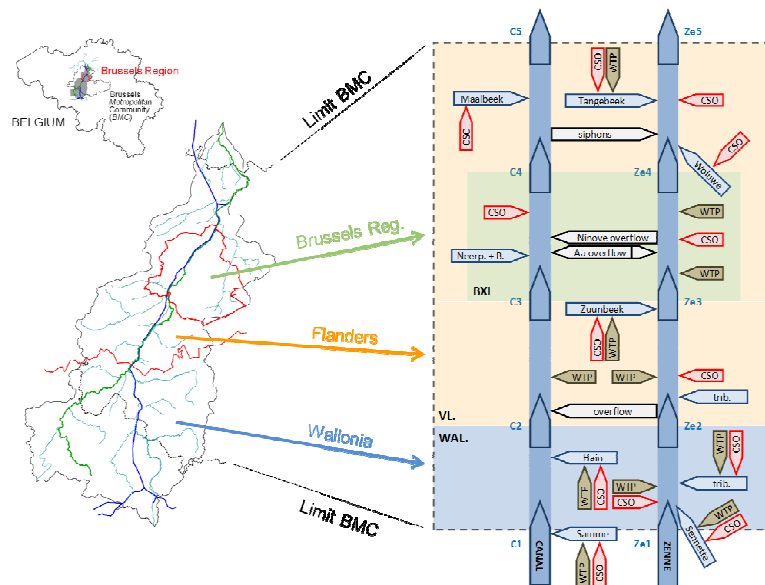 Brussels Region
Brussels
Metropolitan
Community
(BMC)
BELGIUM
Limit BMC
Brussels Reg.
Flanders
Wallonia
Limit BMC
C5
Ze5
CSO
WTP
Maalbeek
Tangebeek
CSO
CSO
siphons
CSO
Woluwe
C4
Ze4
CSO
WTP
Ninove overflow
CSO
Neerp. + B.
Aa overflow
WTP
BXL
C3
Ze3
Zuunbeek
CSO
WTP
WTP
WTP
CSO
trib.
overflow
VL.
C2
Ze2
WAL.
Hain
WTP
CSO
WTP
CSO
WTP
trib.
CSO
WTP
CSO
Sennette
Samme
C1
CANAL
Ze1
ZENNE
WTP
CSO